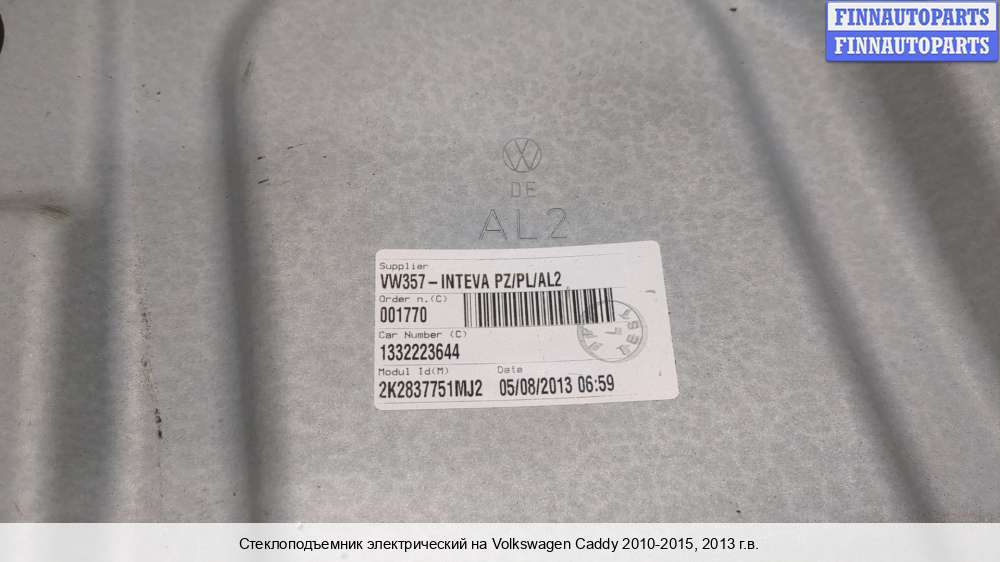 FINNAUTOPARTS
FINNAUTOPARTS
DE
AL2
Supplier
VW357-INTEVA PZ/PL/AL2
Order n.(C)
001770
Car Number (C)
1332223644
Modul Id(M) Date
2K2837751MJ2 05/08/2013 06:59
TEST
Стеклоподъемник электрический на Volkswagen Caddy 2010-2015, 2013 г.в.